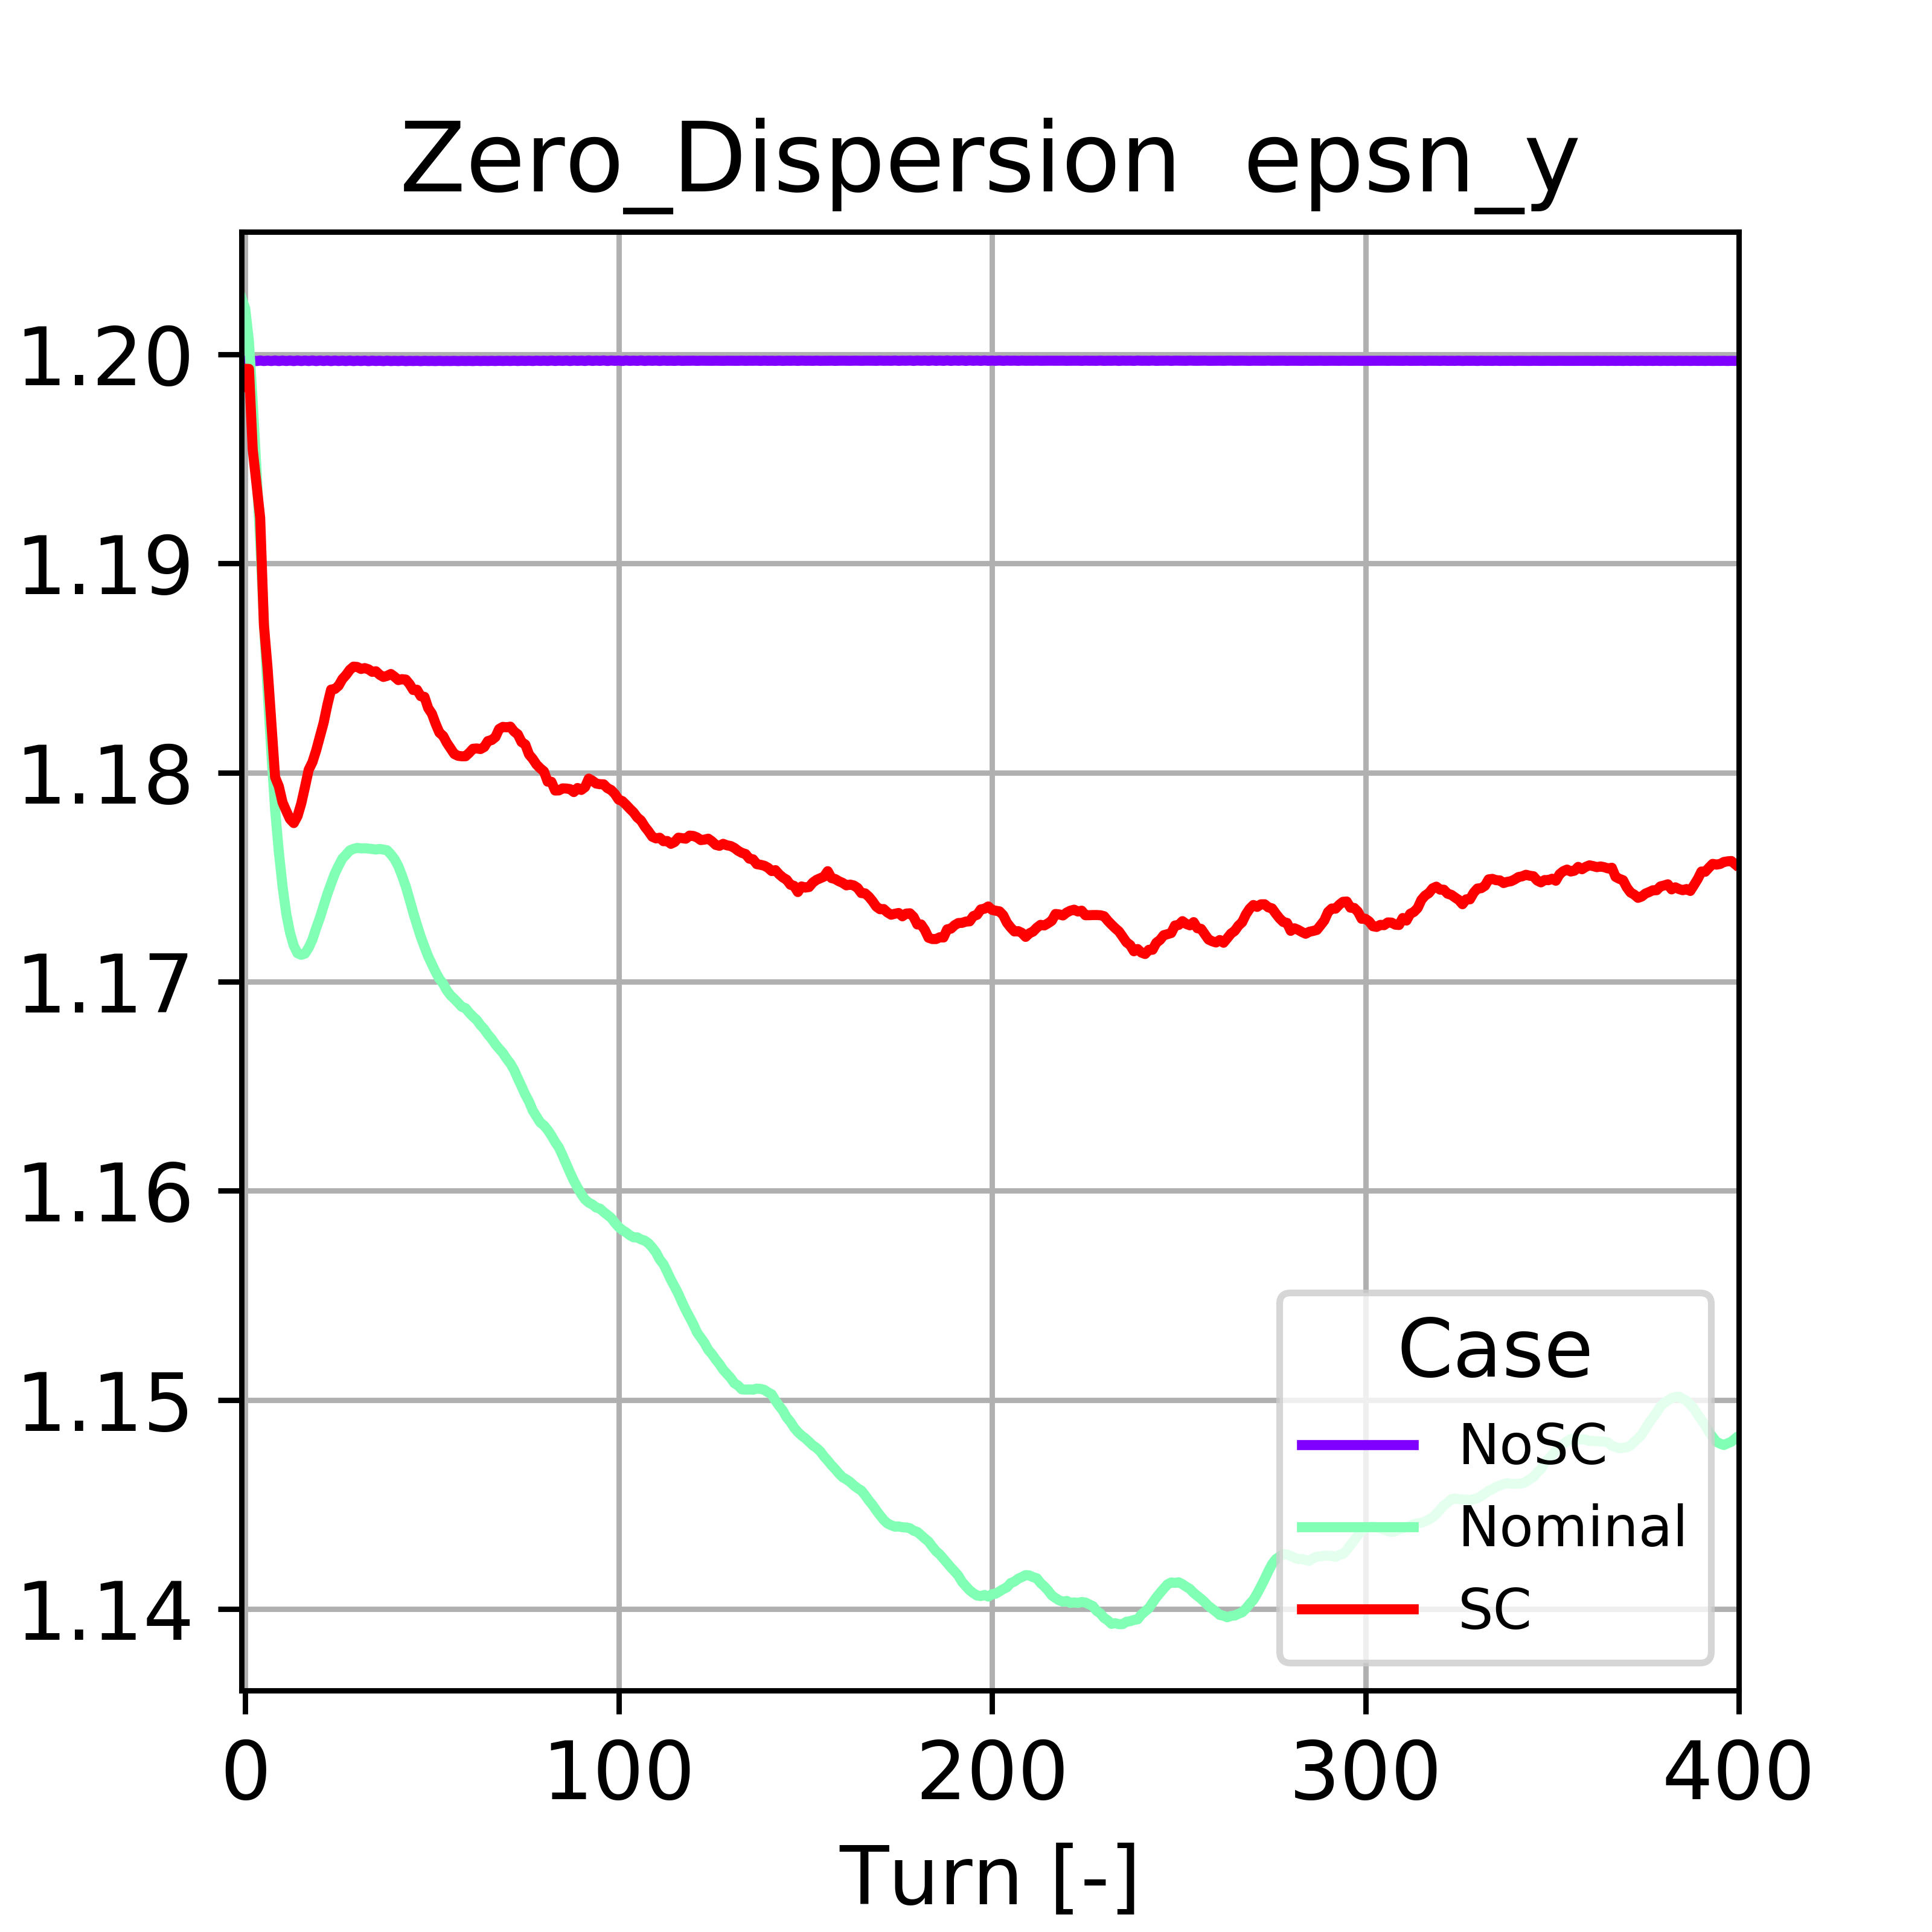 Zero_Dispersion epsn_y
1.20
1.19
1.18
1.17
1.16
1.15
1.14
Case
NoSC
Nominal
SC
0 100 200 300 400
Turn [-]